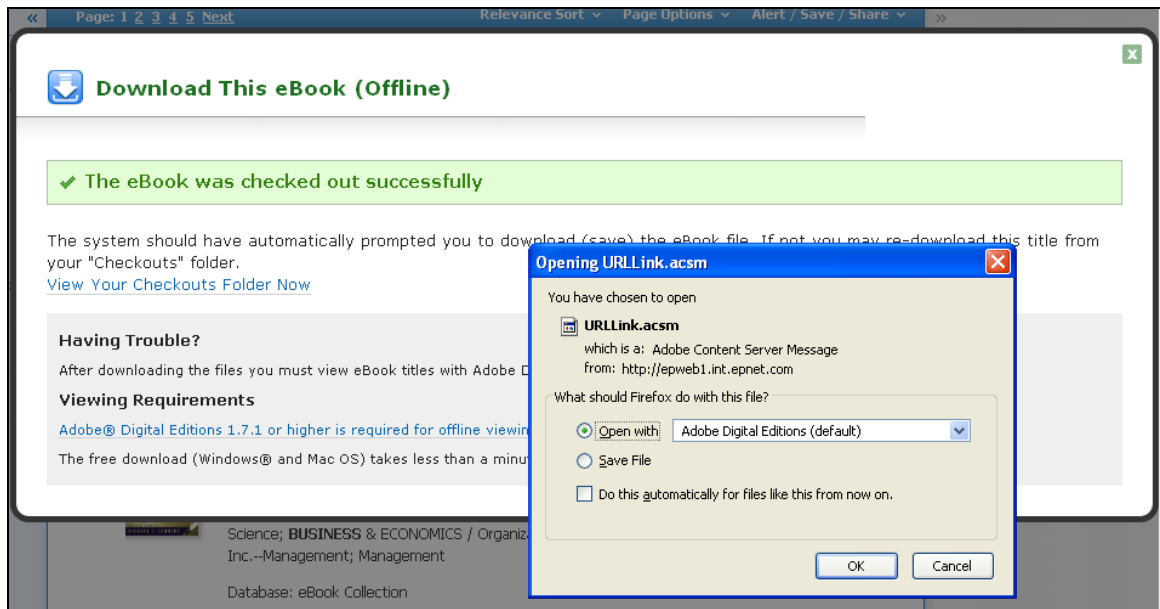 « Page: 1 2 3 4 5 Next Relevance Sort Page Options Alert / Save / Share »
Download This eBook (Offline)
The eBook was checked out successfully
The system should have automatically prompted you to download (save) the eBook file. If not you may re-download this title from
your "Checkouts" folder.
View Your Checkouts Folder Now
Having Trouble?
After downloading the files you must view eBook titles with Adobe D
Viewing Requirements
Adobe® Digital Editions 1.7.1 or higher is required for offline viewin
The free download (Windows® and Mac OS) takes less than a minu
Opening URLLink.acsm
You have chosen to open
URLLink.acsm
which is a: Adobe Content Server Message
from: http://epweb1.int.epnet.com
What should Firefox do with this file?
Open with Adobe Digital Editions (default)
Save File
Do this automatically for files like this from now on.
OK Cancel
Science; BUSINESS & ECONOMICS / Organiz
Inc.--Management; Management
Database: eBook Collection